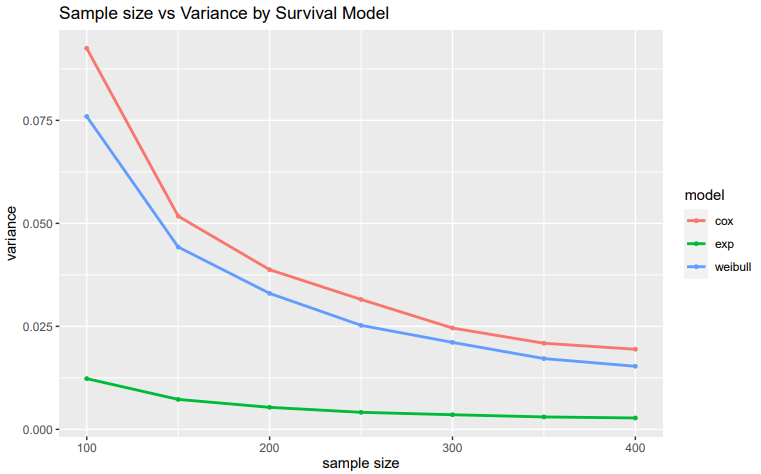 Sample size vs Variance by Survival Model
variance
0.075
0.050
0.025
0.000
100 200 300 400
sample size
model
cox
exp
weibull